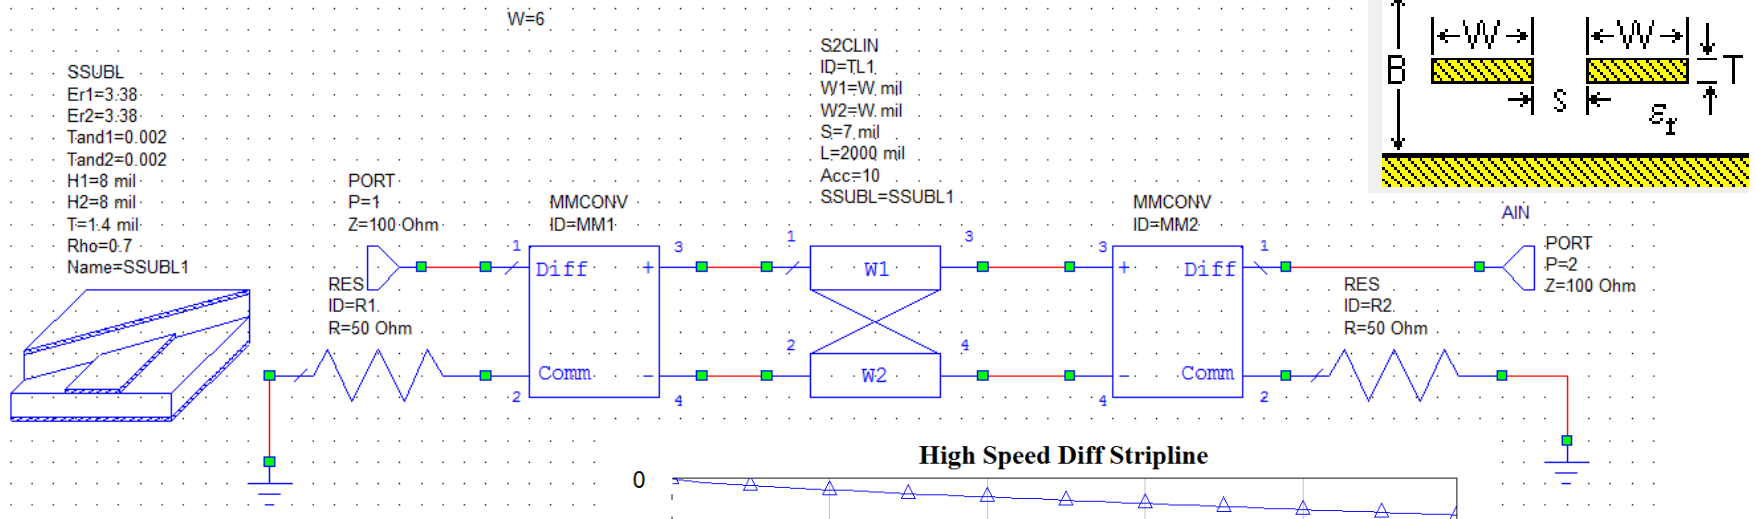 W=6
SSUBL
Er1=3.38
Er2=3.38
Tand1=0.002
Tand2=0.002
H1=8 mil
H2=8 mil
T=1.4 mil
Rho=0.7
Name=SSUBL1
PORT
P=1
Z=100 Ohm
RES
ID=R1
R=50 Ohm
MMCONV
ID=MM1
1
Diff
+
3
2
Comm
-
4
S2CLIN
ID=TL1
W1=W mil
W2=W mil
S=7 mil
L=2000 mil
Acc=10
SSUBL=SSUBL1
1
W1
3
2
W2
4
MMCONV
ID=MM2
3
+
Diff
1
4
-
Comm
2
RES
ID=R2
R=50 Ohm
AIN
PORT
P=2
Z=100 Ohm
B
W
W
T
S
εr
High Speed Diff Stripline
0